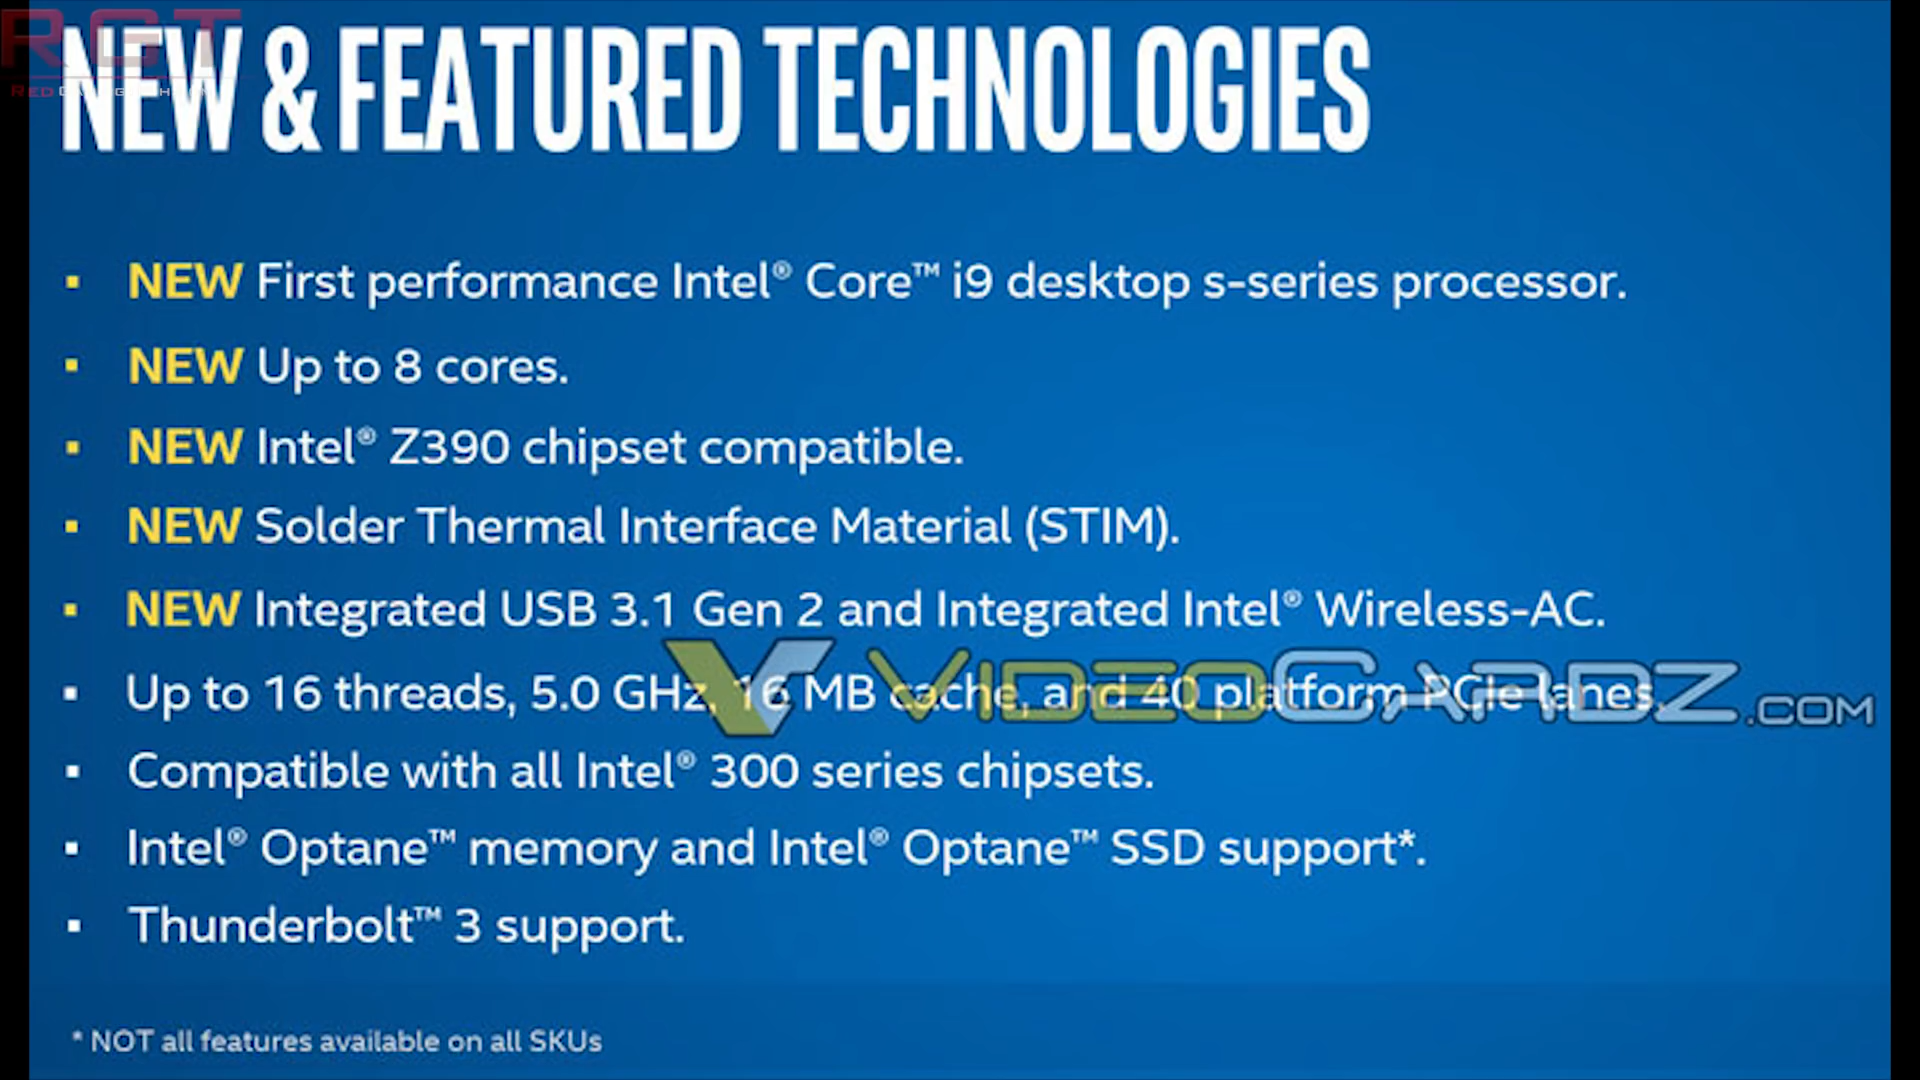 RGT
NEW & FEATURED TECHNOLOGIES
RED
▪ NEW First performance Intel® Core™ i9 desktop s-series processor.
▪ NEW Up to 8 cores.
▪ NEW Intel® Z390 chipset compatible.
▪ NEW Solder Thermal Interface Material (STIM).
▪ NEW Integrated USB 3.1 Gen 2 and Integrated Intel® Wireless-AC.
▪ Up to 16 threads, 5.0 GHz, 16 MB cache, and 40 platform PCIe lanes.
VIDEOCARDZ.COM
▪ Compatible with all Intel® 300 series chipsets.
▪ Intel® Optane™ memory and Intel® Optane™ SSD support*.
▪ Thunderbolt™ 3 support.
* NOT all features available on all SKUs